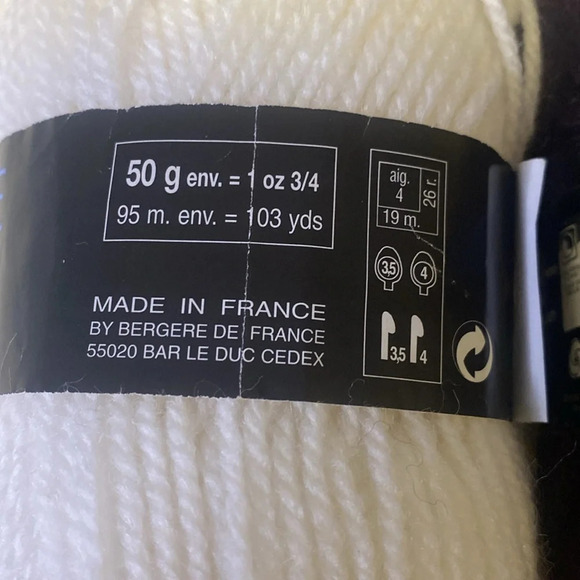 50 g env. = 1 oz 3/4
95 m. env. = 103 yds
MADE IN FRANCE
BY BERGERE DE FRANCE
55020 BAR LE DUC CEDEX
aig.
4
19 m.
26 r.
3,5
4
3,5
4